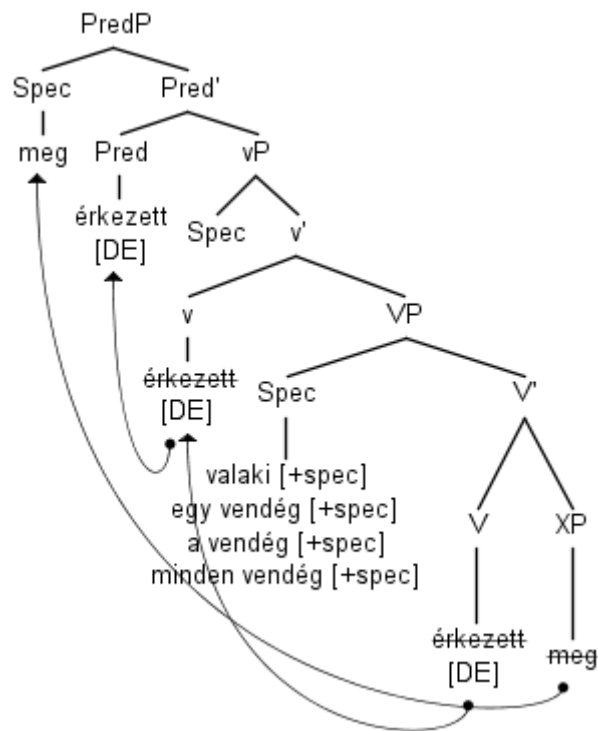 PredP
Spec Pred'
meg Pred vP
érkezett Spec v'
[DE]
v VP
érkezett Spec V'
[DE]
valaki [+spec]
egy vendég [+spec] V XP
a vendég [+spec]
minden vendég [+spec]
érkezett meg
[DE]